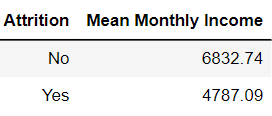 Attrition Mean Monthly Income
No 6832.74
Yes 4787.09